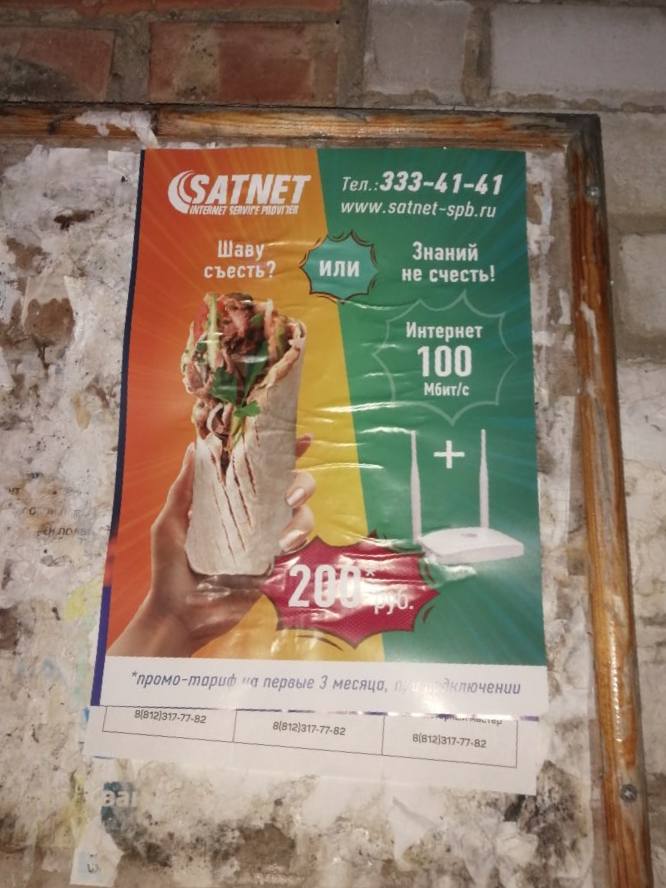 SATNET
INTERNET SERVICE PROVIDER
Тел.:333-41-41
www.satnet-spb.ru
Шаву
съесть?
или
Знаний
не счесть!
Интернет
100
Мбит/с
+
200*
руб.
*промо-тариф на первые 3 месяца, при подключении
мастер
8(812)317-77-82
8(812)317-77-82
8(812)317-77-82